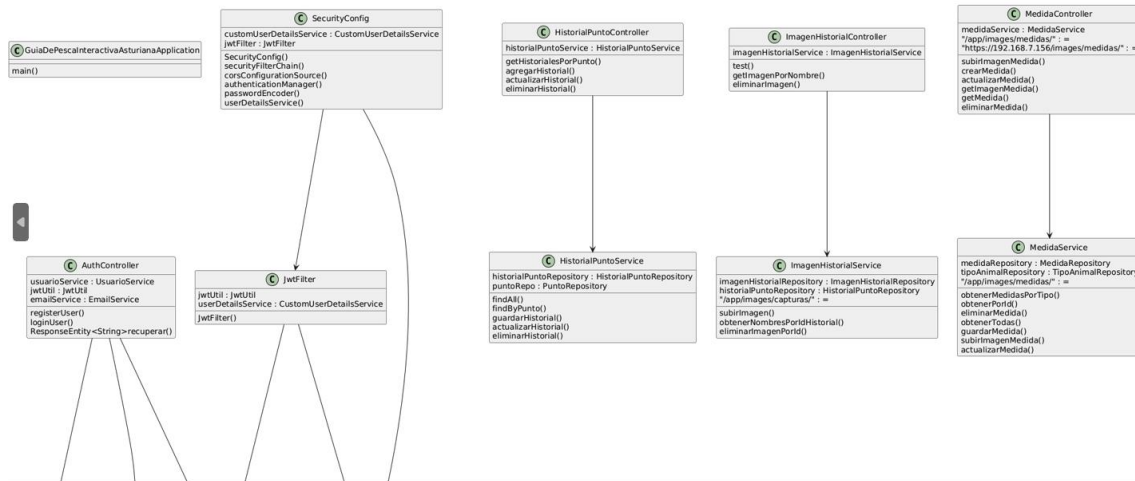 C GuiaDePescaInteractivaAsturianaApplication
main()
C SecurityConfig
customUserDetailsService : CustomUserDetailsService
jwtFilter : JwtFilter
SecurityConfig()
securityFilterChain()
corsConfigurationSource()
authenticationManager()
passwordEncoder()
userDetailsService()
C HistorialPuntoController
historialPuntoService : HistorialPuntoService
getHistorialesPorPunto()
agregarHistorial()
actualizarHistorial()
eliminarHistorial()
C ImagenHistorialController
imagenHistorialService : ImagenHistorialService
test()
getImagenPorNombre()
eliminarImagen()
C MedidaController
medidaService : MedidaService
"/app/images/medidas/" : =
"https://192.168.7.156/images/medidas/" : =
subirImagenMedida()
crearMedida()
actualizarMedida()
getImagenMedida()
getMedida()
eliminarMedida()
C AuthController
usuarioService : UsuarioService
jwtUtil : JwtUtil
emailService : EmailService
registerUser()
loginUser()
ResponseEntity<String>recuperar()
C JwtFilter
jwtUtil : JwtUtil
userDetailsService : CustomUserDetailsService
JwtFilter()
C HistorialPuntoService
historialPuntoRepository : HistorialPuntoRepository
puntoRepo : PuntoRepository
findAll()
findByPunto()
guardarHistorial()
actualizarHistorial()
eliminarHistorial()
C ImagenHistorialService
imagenHistorialRepository : ImagenHistorialRepository
historialPuntoRepository : HistorialPuntoRepository
"/app/images/capturas/" : =
subirImagen()
obtenerNombresPorIdHistorial()
eliminarImagenPorId()
C MedidaService
medidaRepository : MedidaRepository
tipoAnimalRepository : TipoAnimalRepository
"/app/images/medidas/" : =
obtenerMedidasPorTipo()
obtenerPorId()
eliminarMedida()
obtenerTodas()
guardarMedida()
subirImagenMedida()
actualizarMedida()